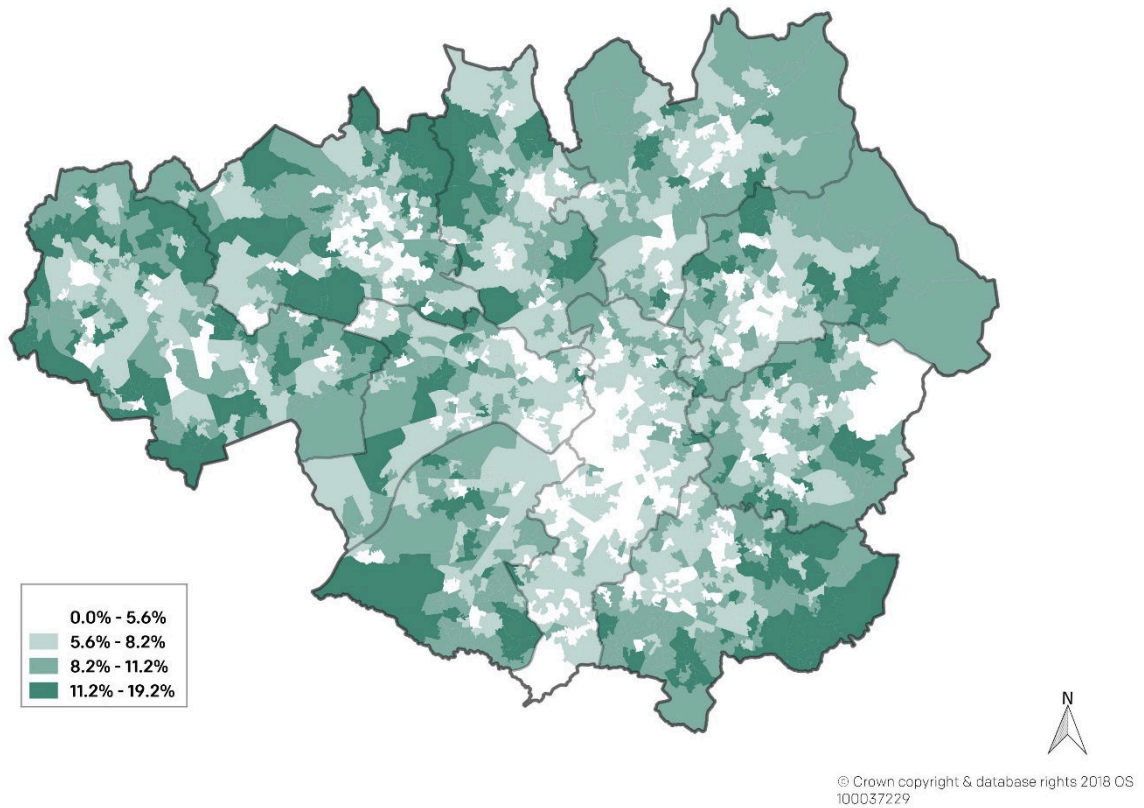 0.0% - 5.6%
5.6% - 8.2%
8.2% - 11.2%
11.2% - 19.2%
N
© Crown copyright & database rights 2018 OS
100037229